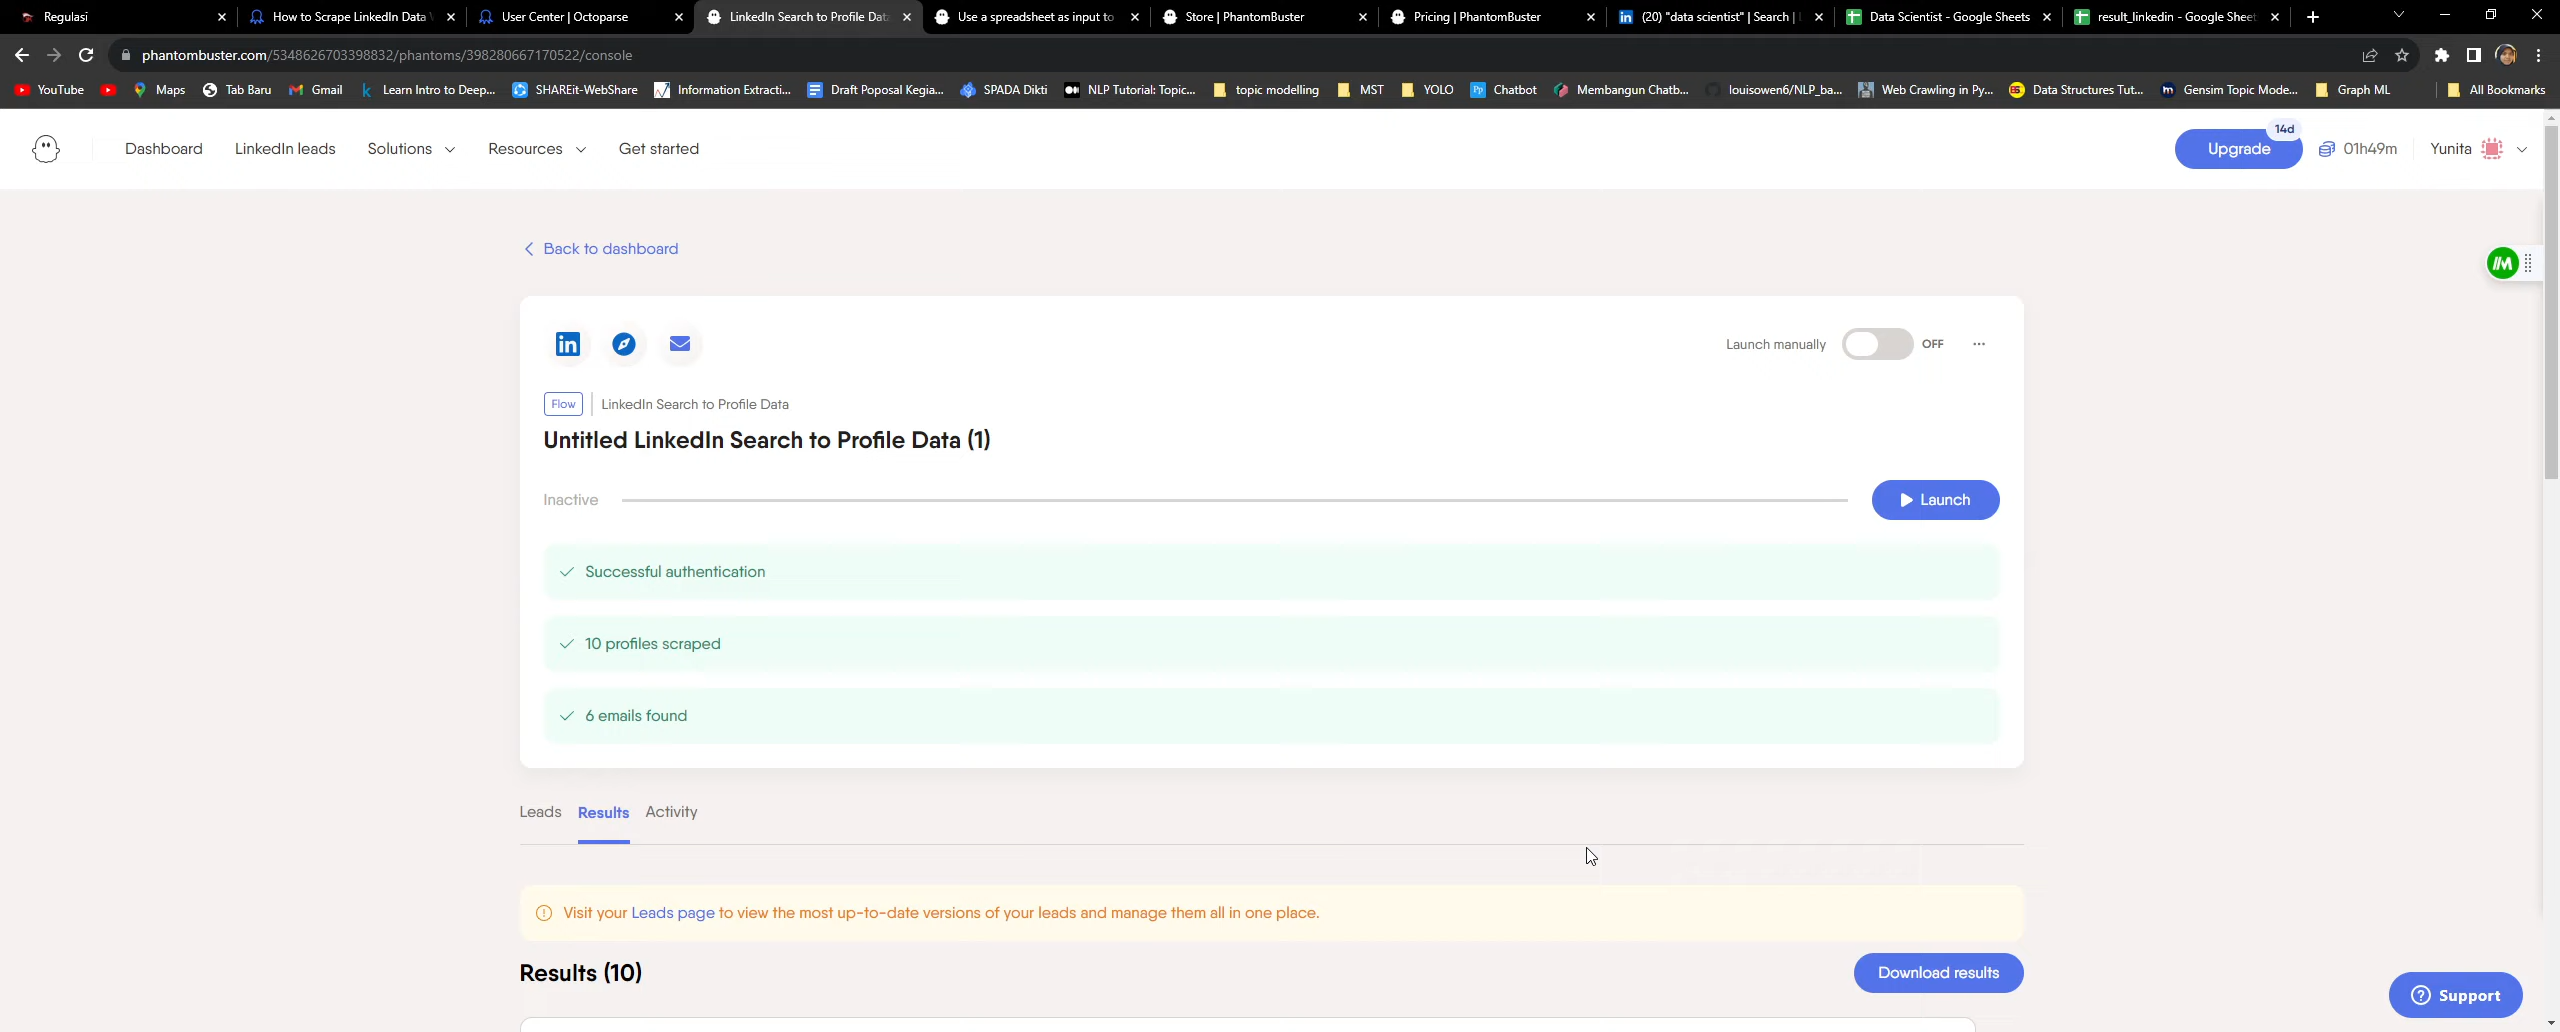 Regulasi
How to Scrape LinkedIn Data
User Center | Octoparse
LinkedIn Search to Profile Dat
Use a spreadsheet as input to
Store | PhantomBuster
Pricing | PhantomBuster
(20) "data scientist" | Search |
Data Scientist - Google Sheets
result_linkedin - Google Sheet
phantombuster.com/5348626703398832/phantoms/398280667170522/console
YouTube
Maps
Tab Baru
Gmail
Learn Intro to Deep...
SHAREit-WebShare
Information Extracti...
Draft Poposal Kegia...
SPADA Dikti
NLP Tutorial: Topic...
topic modelling
MST
YOLO
Chatbot
Membangun Chatb...
louisowen6/NLP_ba...
Web Crawling in Py...
Data Structures Tut...
Gensim Topic Mode...
Graph ML
All Bookmarks
Dashboard
LinkedIn leads
Solutions
Resources
Get started
14d
Upgrade
01h49m
Yunita
Back to dashboard
Launch manually
OFF
Flow
LinkedIn Search to Profile Data
Untitled LinkedIn Search to Profile Data (1)
Inactive
Launch
Successful authentication
10 profiles scraped
6 emails found
Leads
Results
Activity
Visit your Leads page to view the most up-to-date versions of your leads and manage them all in one place.
Results (10)
Download results
Support